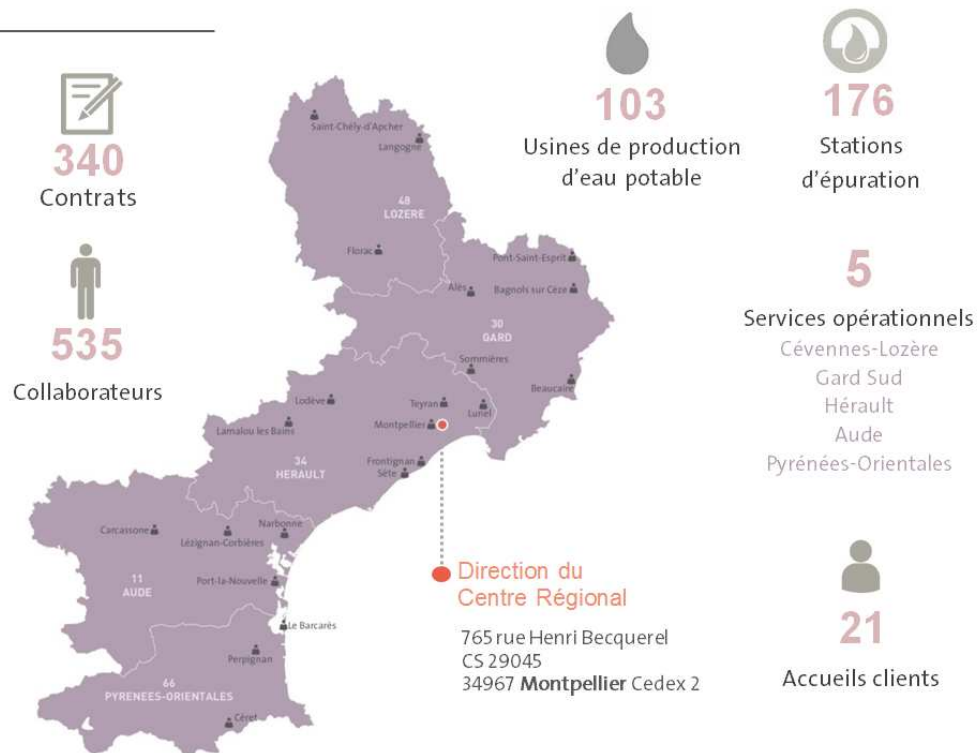 340
Contrats
535
Collaborateurs
103
Usines de production
d'eau potable
176
Stations
d'épuration
5
Services opérationnels
Cévennes-Lozère
Gard Sud
Hérault
Aude
Pyrénées-Orientales
21
Accueils clients
Saint-Chély-d'Apcher
Langogne
48
LOZERE
Florac
Pont-Saint-Esprit
Alès
Bagnols sur Cèze
30
GARD
Sommières
Beaucaire
Lodève
Teyran
Lunel
Lamalou les Bains
Montpellier
34
HERAULT
Frontignan
Sète
Carcassone
Narbonne
Lézignan-Corbières
11
AUDE
Port-la-Nouvelle
Le Barcarès
Perpignan
66
PYRENEES-ORIENTALES
Céret
Direction du
Centre Régional
765 rue Henri Becquerel
CS 29045
34967 Montpellier Cedex 2